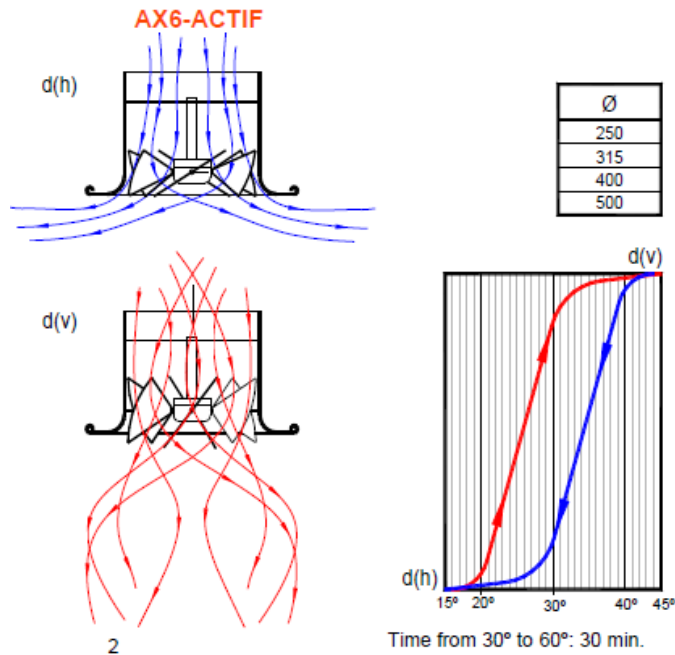 AX6-ACTIF
d(h)
Ø
250
315
400
500
d(v)
d(v)
d(h)
15º 20º 30º 40º 45º
Time from 30º to 60º: 30 min.
2